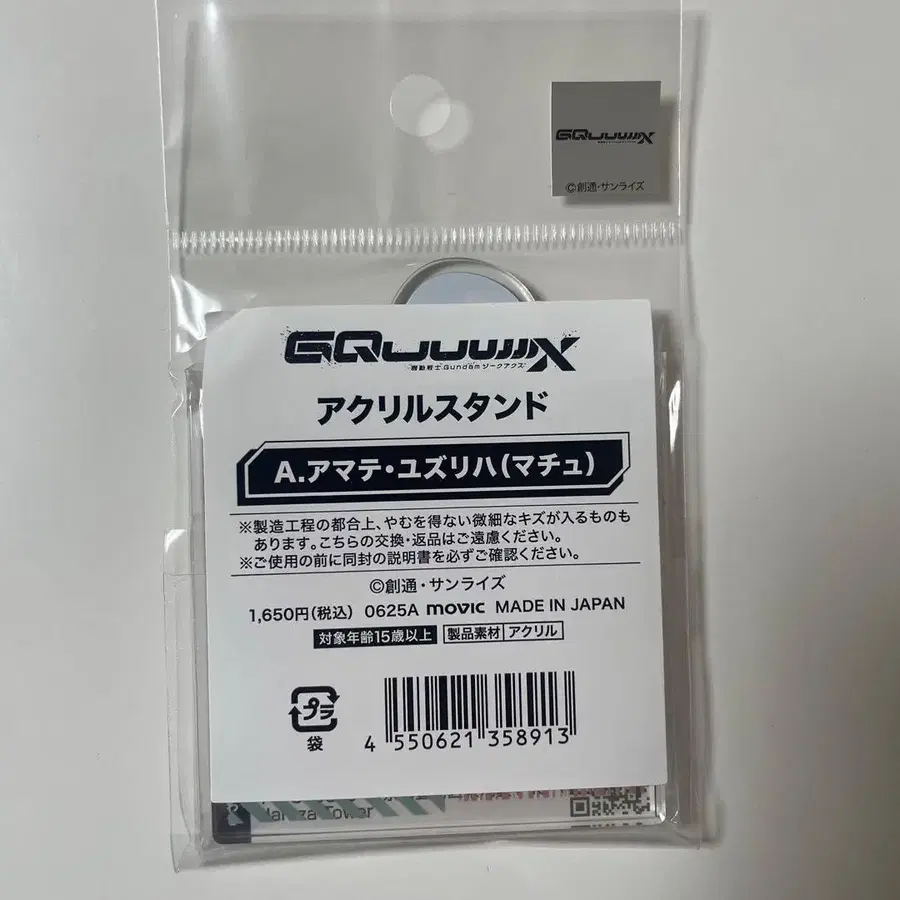 GQuuuuuuX
©創通・サンライズ
GQuuuuuuX
機動戦士 Gundam ジークアクス
アクリルスタンド
A.アマテ・ユズリハ(マチュ)
※製造工程の都合上、やむを得ない微細なキズが入るものも
あります。こちらの交換・返品はご遠慮ください。
※ご使用の前に同封の説明書を必ずご確認ください。
©創通・サンライズ
1,650円(税込) 0625A movic MADE IN JAPAN
対象年齢15歳以上 製品素材 アクリル
プラ
袋
4 550621 358913
Tower